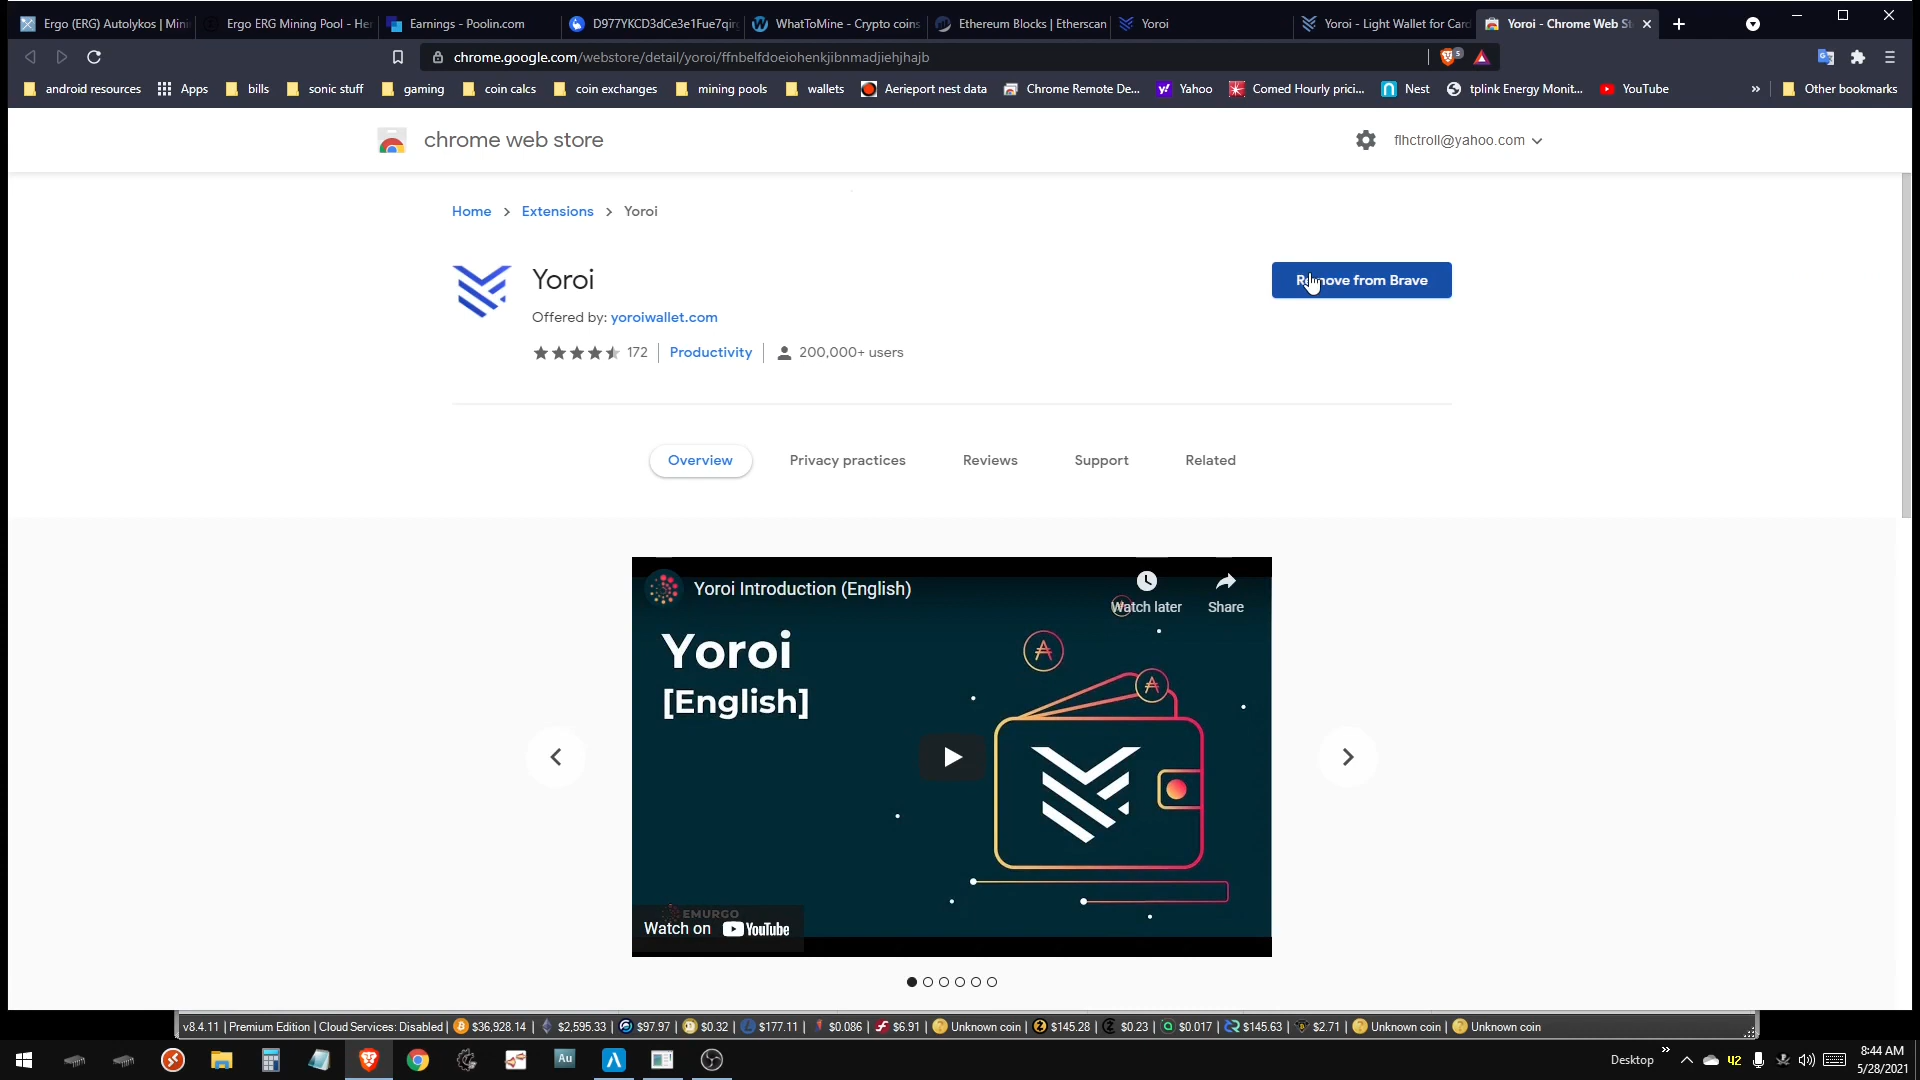 Ergo (ERG) Autolykos | Mini
Ergo ERG Mining Pool - He
Earnings - Poolin.com
D977YKCD3dCe3e1Fue7qir
WhatToMine - Crypto coins
Ethereum Blocks | Etherscan
Yoroi
Yoroi - Light Wallet for Card
Yoroi - Chrome Web St
chrome.google.com/webstore/detail/yoroi/ffnbelfdoeiohenkjibnmadjiehjhajb
android resources
Apps
bills
sonic stuff
gaming
coin calcs
coin exchanges
mining pools
wallets
Aerieport nest data
Chrome Remote De...
Yahoo
Comed Hourly prici...
Nest
tplink Energy Monit...
YouTube
»
Other bookmarks
chrome web store
flhctroll@yahoo.com
Home > Extensions > Yoroi
Yoroi
Remove from Brave
Offered by: yoroiwallet.com
172 | Productivity | 200,000+ users
Overview
Privacy practices
Reviews
Support
Related
Yoroi Introduction (English)
Watch later
Share
Yoroi
[English]
EMURGO
Watch on YouTube
v8.4.11 | Premium Edition | Cloud Services: Disabled | $36,928.14 | $2,595.33 | $97.97 | $0.32 | $177.11 | $0.086 | $6.91 | Unknown coin | $145.28 | $0.23 | $0.017 | $145.63 | $2.71 | Unknown coin | Unknown coin
Au
Desktop
»
42
8:44 AM
5/28/2021